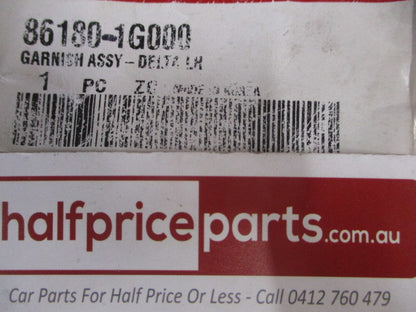 86180-1G000
GARNISH ASSY-DELTA LH
1 PC ZC MADE IN KOREA
halfpriceparts.com.au
Car Parts For Half Price Or Less - Call 0412 760 479